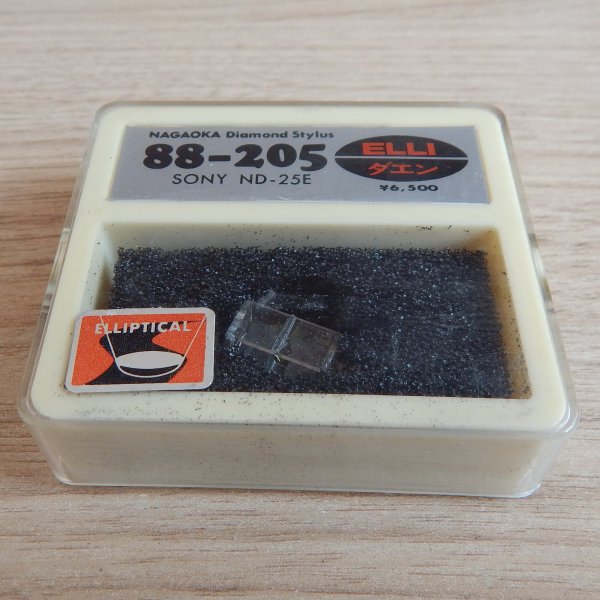 NAGAOKA Diamond Stylus
88-205
SONY ND-25E
ELLI
ダエン
¥6,500
ELLIPTICAL